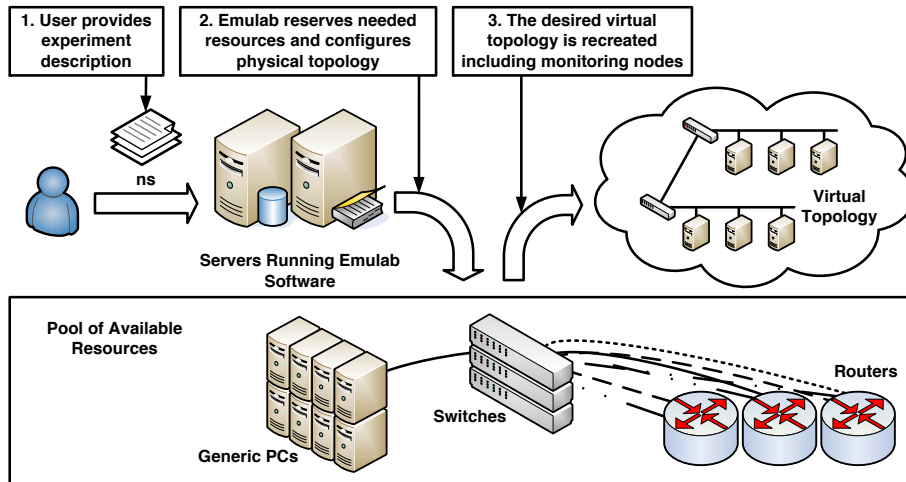 1. User provides
experiment
description
2. Emulab reserves needed
resources and configures
physical topology
3. The desired virtual
topology is recreated
including monitoring nodes
ns
Servers Running Emulab
Software
Virtual
Topology
Pool of Available
Resources
Generic PCs
Switches
Routers